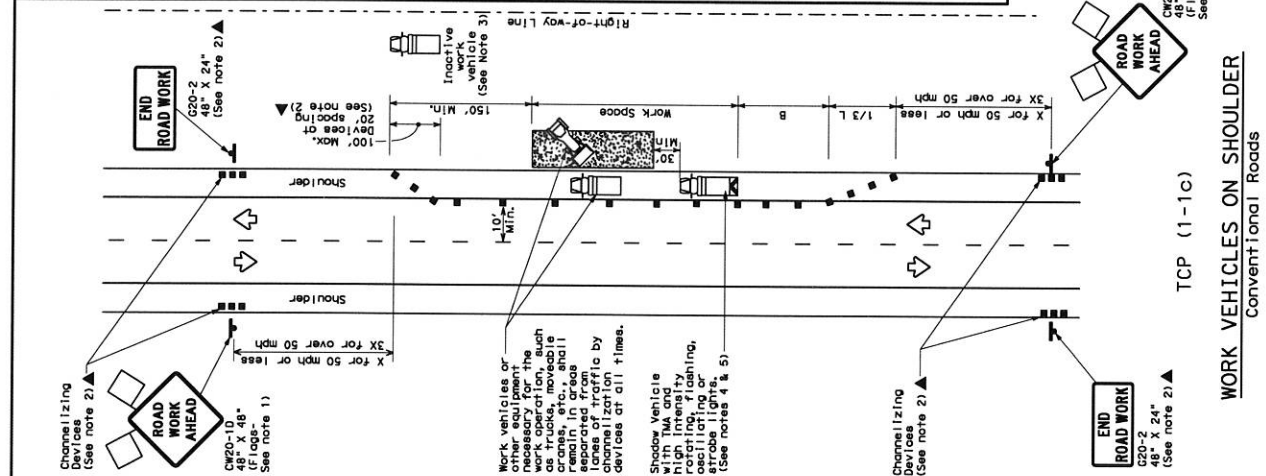 Right-of-way Line
Inactive
work
vehicle
(See Note 3)
END
ROAD WORK
G20-2
48" X 24"
(See note 2)
100' Max.
Devices at
20' spacing
(See note 2)
150' Min.
Work Space
30'
Min
B
1/3 L
X for 50 mph or less
3X for over 50 mph
ROAD
WORK
AHEAD
48"
See
Shoulder
10'
Min.
Shoulder
X for 50 mph or less
3X for over 50 mph
Channelizing
Devices
(See note 2)
ROAD
WORK
AHEAD
CW20-1D
48" X 48"
(Flags-
See note 1)
Work vehicles or
other equipment
necessary for the
work operation, such
as trucks, moveable
cranes, etc., shall
remain in areas
separated from
lanes of traffic by
channelization
devices at all times.
Shadow Vehicle
with TMA and
high intensity
rotating, flashing,
oscillating or
strobe lights.
(See notes 4 & 5)
Channelizing
Devices
(See note 2)
END
ROAD WORK
G20-2
48" X 24"
(See note 2)
TCP (1-1c)
WORK VEHICLES ON SHOULDER
Conventional Roads